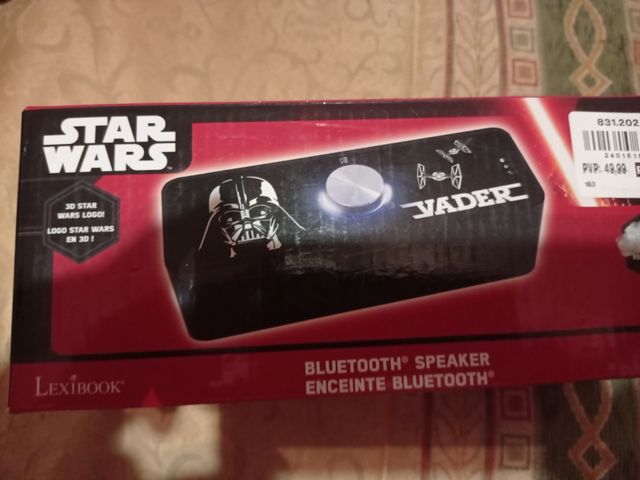 STAR
WARS
3D STAR
WARS LOGO!
LOGO STAR WARS
EN 3D !
VADER
831.202
PVP: 49,99
163
BLUETOOTH® SPEAKER
ENCEINTE BLUETOOTH®
LEXIBOOK®